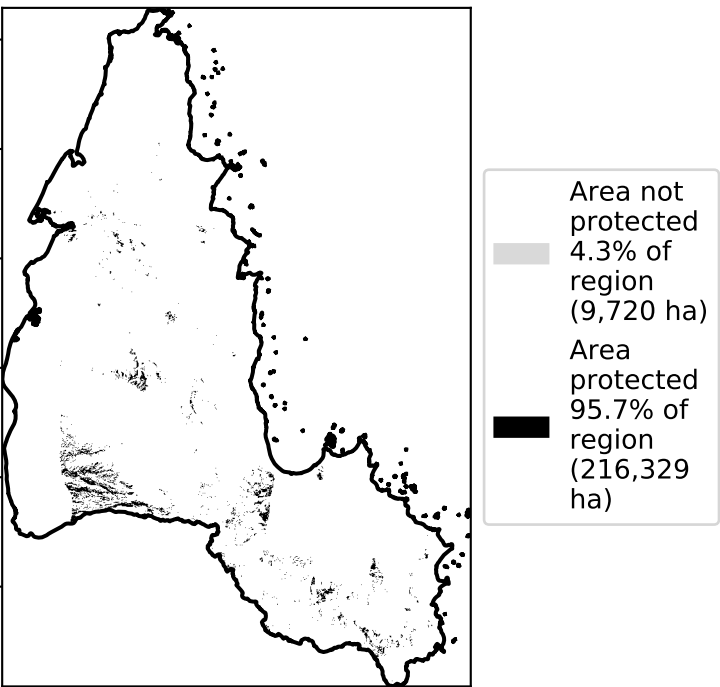 Area not
protected
4.3% of
region
(9,720 ha)
Area
protected
95.7% of
region
(216,329
ha)